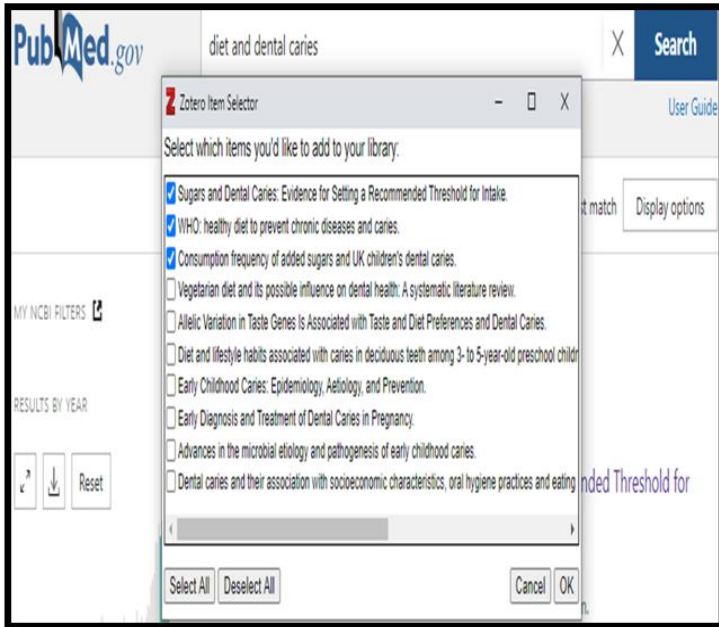 PubMed.gov
diet and dental caries
Search
User Guide
Zotero Item Selector
Select which items you'd like to add to your library:
Sugars and Dental Caries: Evidence for Setting a Recommended Threshold for Intake.
WHO: healthy diet to prevent chronic diseases and caries.
Consumption frequency of added sugars and UK children's dental caries.
Vegetarian diet and its possible influence on dental health: A systematic literature review.
Allelic Variation in Taste Genes Is Associated with Taste and Diet Preferences and Dental Caries.
Diet and lifestyle habits associated with caries in deciduous teeth among 3- to 5-year-old preschool childr
Early Childhood Caries: Epidemiology, Aetiology, and Prevention.
Early Diagnosis and Treatment of Dental Caries in Pregnancy.
Advances in the microbial etiology and pathogenesis of early childhood caries.
Dental caries and their association with socioeconomic characteristics, oral hygiene practices and eating
Select All
Deselect All
Cancel
OK
match
Display options
MY NCBI FILTERS
RESULTS BY YEAR
Reset
Threshold for